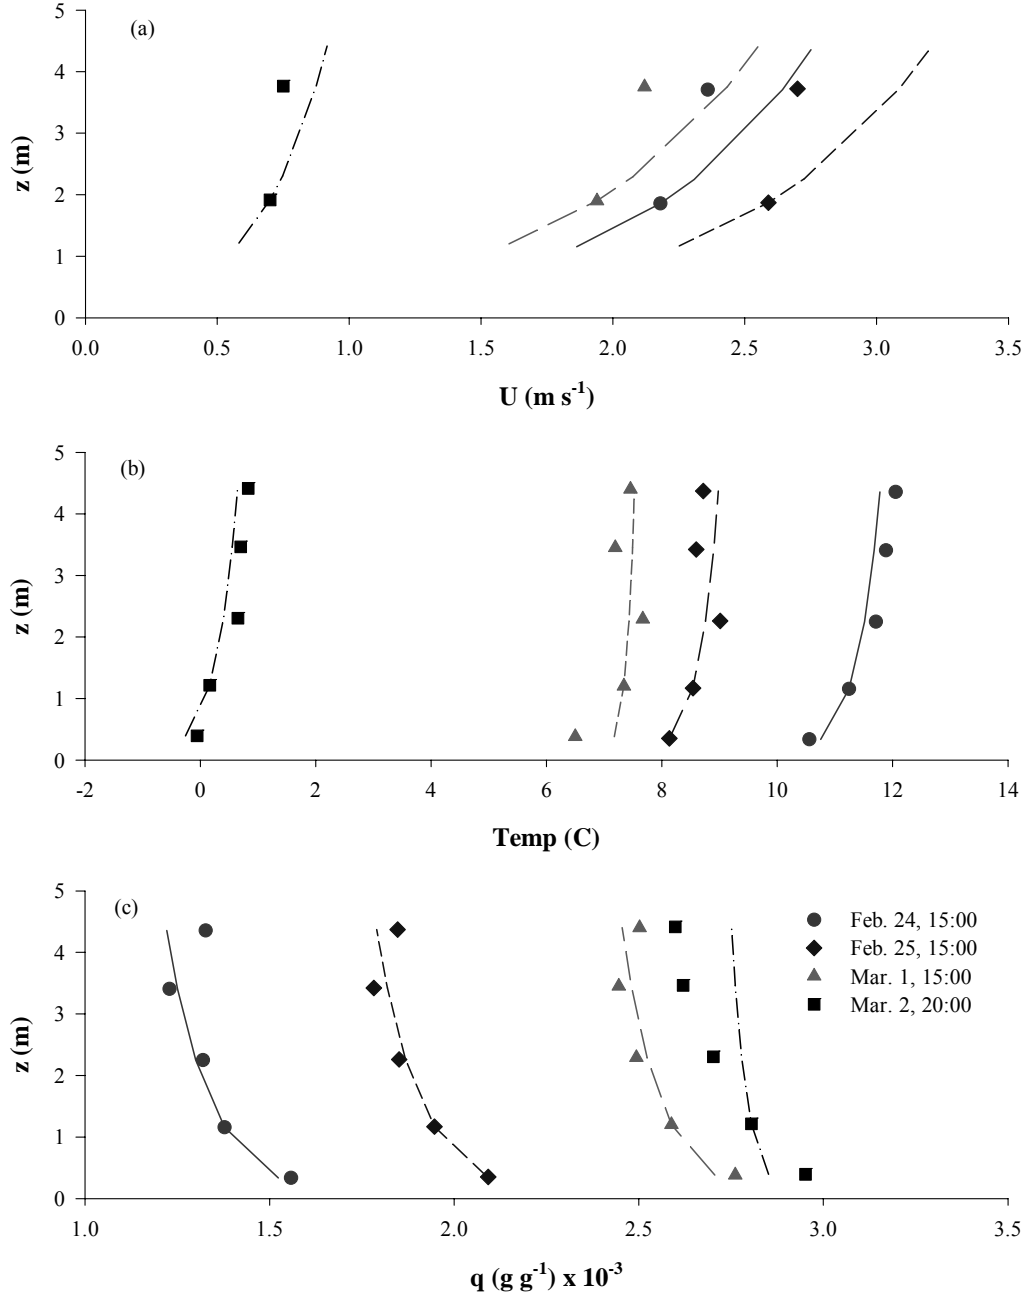 (a)
5
4
3
2
1
0
z (m)
0.0 0.5 1.0 1.5 2.0 2.5 3.0 3.5
U (m s-1)
(b)
5
4
3
2
1
0
z (m)
-2 0 2 4 6 8 10 12 14
Temp (C)
(c)
5
4
3
2
1
0
z (m)
Feb. 24, 15:00
Feb. 25, 15:00
Mar. 1, 15:00
Mar. 2, 20:00
1.0 1.5 2.0 2.5 3.0 3.5
q (g g-1) x 10-3